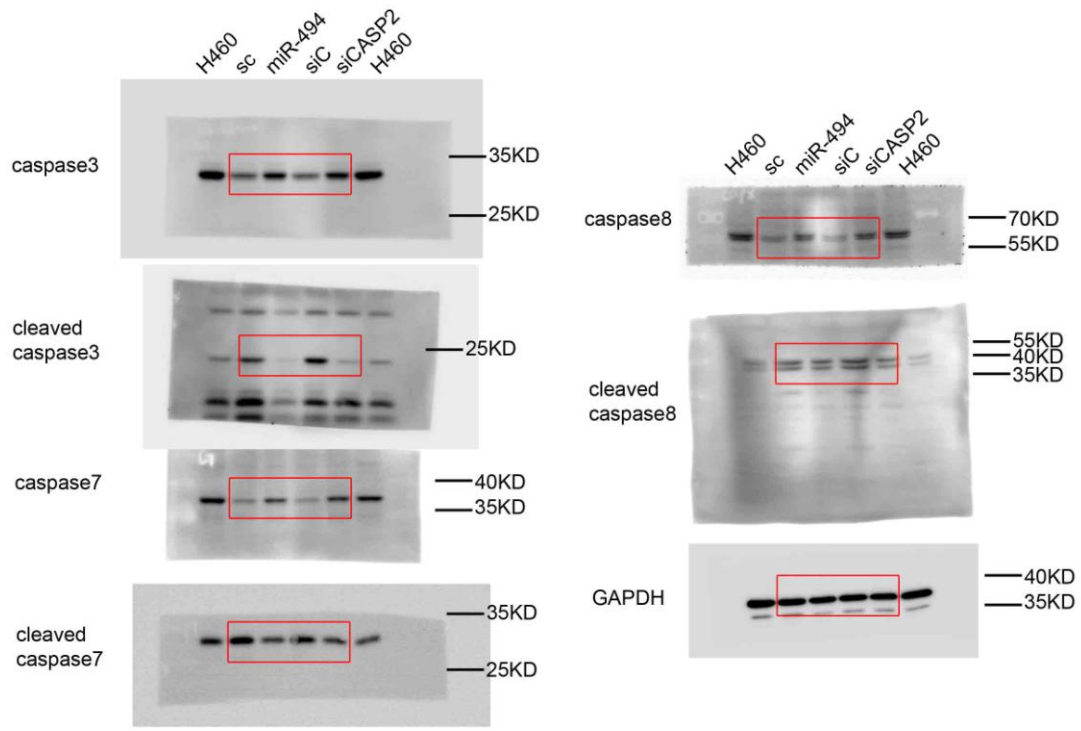 H460 sc miR-494 siC siCASP2 H460
caspase3
35KD
25KD
cleaved
caspase3
25KD
caspase7
40KD
35KD
cleaved
caspase7
35KD
25KD
H460 sc miR-494 siC siCASP2 H460
caspase8
70KD
55KD
cleaved
caspase8
55KD
40KD
35KD
GAPDH
40KD
35KD